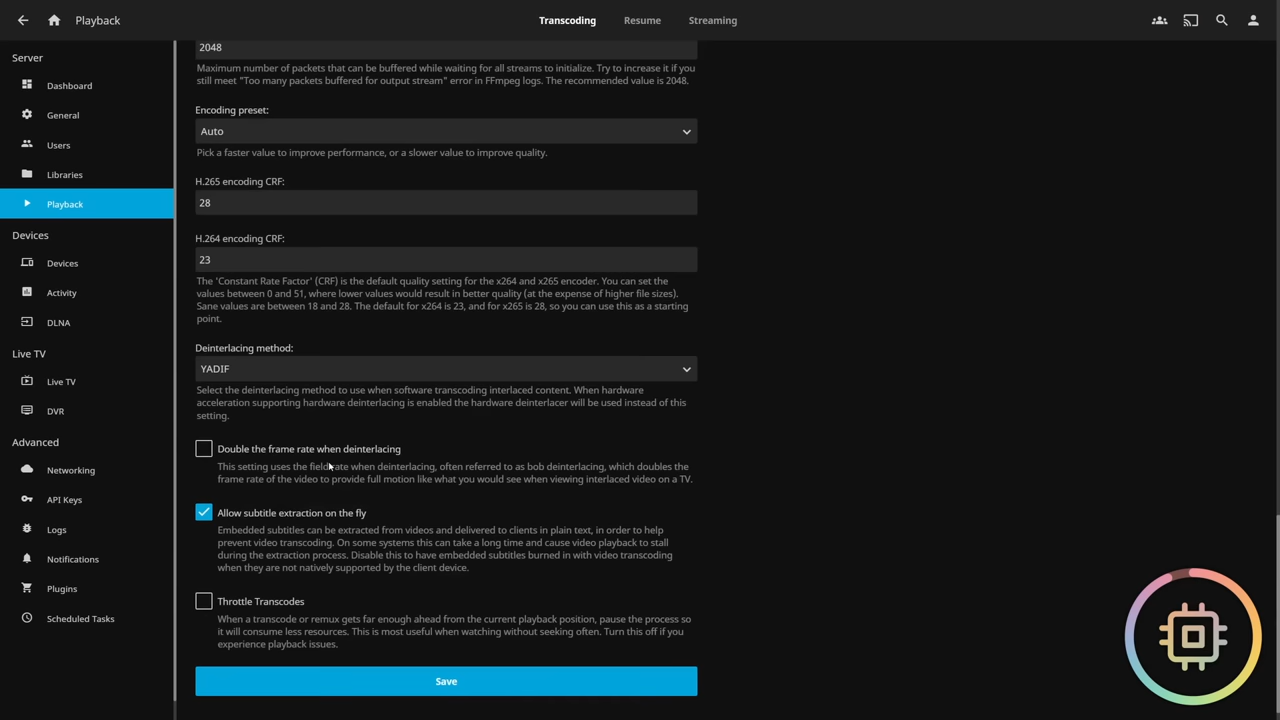 Playback
Transcoding
Resume
Streaming
Server
Dashboard
General
Users
Libraries
Playback
Devices
Devices
Activity
DLNA
Live TV
Live TV
DVR
Advanced
Networking
API Keys
Logs
Notifications
Plugins
Scheduled Tasks
2048
Maximum number of packets that can be buffered while waiting for all streams to initialize. Try to increase it if you
still meet "Too many packets buffered for output stream" error in FFmpeg logs. The recommended value is 2048.
Encoding preset:
Auto
Pick a faster value to improve performance, or a slower value to improve quality.
H.265 encoding CRF:
28
H.264 encoding CRF:
23
The 'Constant Rate Factor' (CRF) is the default quality setting for the x264 and x265 encoder. You can set the
values between 0 and 51, where lower values would result in better quality (at the expense of higher file sizes).
Sane values are between 18 and 28. The default for x264 is 23, and for x265 is 28, so you can use this as a starting
point.
Deinterlacing method:
YADIF
Select the deinterlacing method to use when software transcoding interlaced content. When hardware
acceleration supporting hardware deinterlacing is enabled the hardware deinterlacer will be used instead of this
setting.
Double the frame rate when deinterlacing
This setting uses the field rate when deinterlacing, often referred to as bob deinterlacing, which doubles the
frame rate of the video to provide full motion like what you would see when viewing interlaced video on a TV.
Allow subtitle extraction on the fly
Embedded subtitles can be extracted from videos and delivered to clients in plain text, in order to help
prevent video transcoding. On some systems this can take a long time and cause video playback to stall
during the extraction process. Disable this to have embedded subtitles burned in with video transcoding
when they are not natively supported by the client device.
Throttle Transcodes
When a transcode or remux gets far enough ahead from the current playback position, pause the process so
it will consume less resources. This is most useful when watching without seeking often. Turn this off if you
experience playback issues.
Save